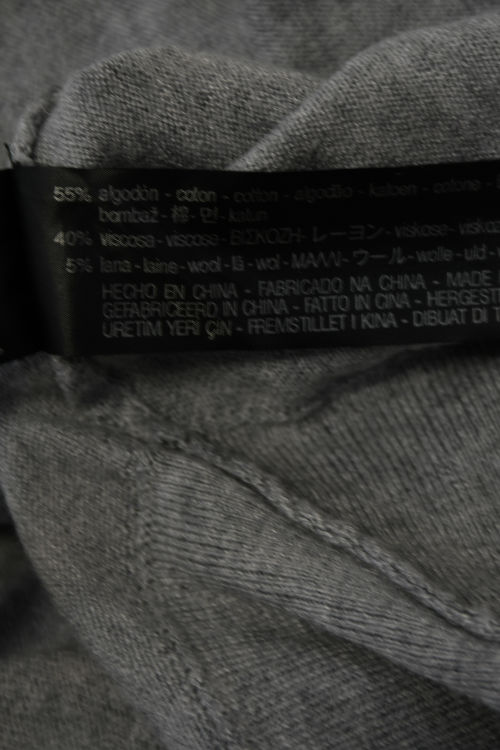 55% algodón - coton - cotton - algodão - katoen - cotone -
bombaž - 棉 - 면 - katun
40% viscosa - viscose - ΒΙΣΚΟΖΗ - レーヨン - viskose - visko
5% lana - laine - wool - lã - wol - ΜΑΛΛΙ - ウール - wolle - uld -
HECHO EN CHINA - FABRICADO NA CHINA - MADE
GEFABRICEERD IN CHINA - FATTO IN CINA - HERGEST
URETIM YERİ ÇIN - FREMSTILLET I KINA - DIBUAT DI T